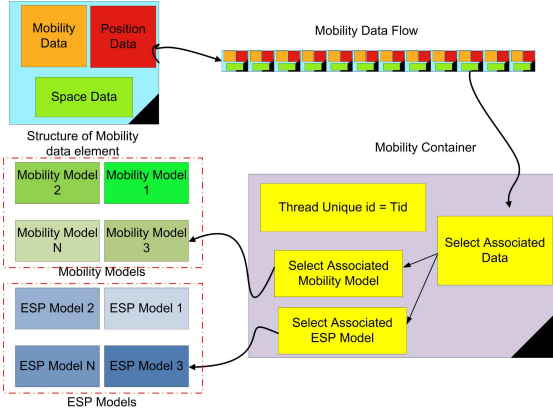 Mobility
Data
Position
Data
Space Data
Structure of Mobility
data element
Mobility Data Flow
Mobility Container
Mobility Model
2
Mobility Model
1
Mobility Model
N
Mobility Model
3
Mobility Models
ESP Model 2
ESP Model 1
ESP Model N
ESP Model 3
ESP Models
Thread Unique id = Tid
Select Associated
Data
Select Associated
Mobility Model
Select Associated
ESP Model